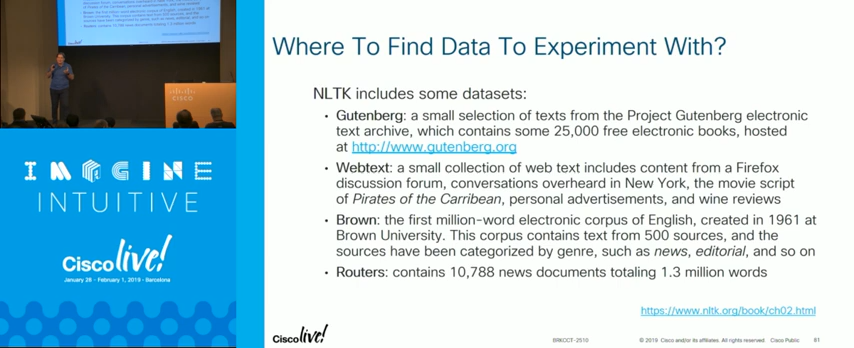 CISCO
IMAGINE
INTUITIVE
Cisco live!
January 28 - February 1, 2019 · Barcelona
Where To Find Data To Experiment With?
NLTK includes some datasets:
• Gutenberg: a small selection of texts from the Project Gutenberg electronic
text archive, which contains some 25,000 free electronic books, hosted
at http://www.gutenberg.org
• Webtext: a small collection of web text includes content from a Firefox
discussion forum, conversations overheard in New York, the movie script
of Pirates of the Carribean, personal advertisements, and wine reviews
• Brown: the first million-word electronic corpus of English, created in 1961 at
Brown University. This corpus contains text from 500 sources, and the
sources have been categorized by genre, such as news, editorial, and so on
• Routers: contains 10,788 news documents totaling 1.3 million words
https://www.nltk.org/book/ch02.html
Cisco live!
BRKCCT-2510
© 2019 Cisco and/or its affiliates. All rights reserved. Cisco Public
81